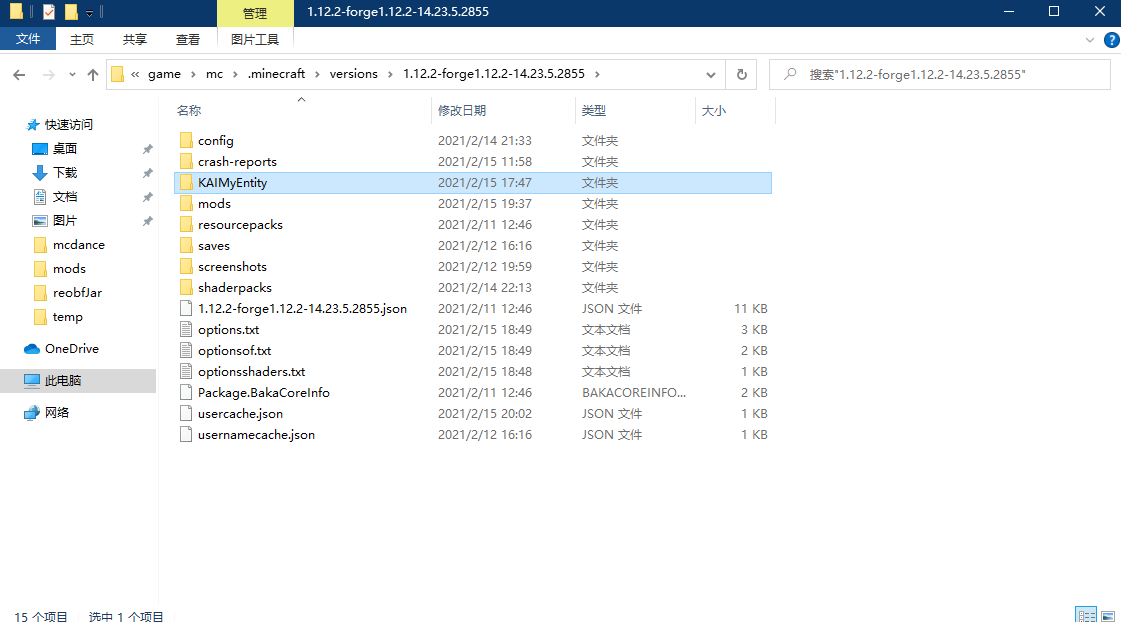 管理 1.12.2-forge1.12.2-14.23.5.2855
文件 主页 共享 查看 图片工具
« game › mc › .minecraft › versions › 1.12.2-forge1.12.2-14.23.5.2855 › 搜索"1.12.2-forge1.12.2-14.23.5.2855"
快速访问
桌面
下载
文档
图片
mcdance
mods
reobfJar
temp
OneDrive
此电脑
网络
名称 修改日期 类型 大小
config 2021/2/14 21:33 文件夹
crash-reports 2021/2/15 11:58 文件夹
KAIMyEntity 2021/2/15 17:47 文件夹
mods 2021/2/15 19:37 文件夹
resourcepacks 2021/2/11 12:46 文件夹
saves 2021/2/12 16:16 文件夹
screenshots 2021/2/12 19:59 文件夹
shaderpacks 2021/2/14 22:13 文件夹
1.12.2-forge1.12.2-14.23.5.2855.json 2021/2/11 12:46 JSON 文件 11 KB
options.txt 2021/2/15 18:49 文本文档 3 KB
optionsof.txt 2021/2/15 18:49 文本文档 2 KB
optionsshaders.txt 2021/2/15 18:48 文本文档 1 KB
Package.BakaCoreInfo 2021/2/11 12:46 BAKACOREINFO... 2 KB
usercache.json 2021/2/15 20:02 JSON 文件 1 KB
usernamecache.json 2021/2/12 16:16 JSON 文件 1 KB
15 个项目 选中 1 个项目